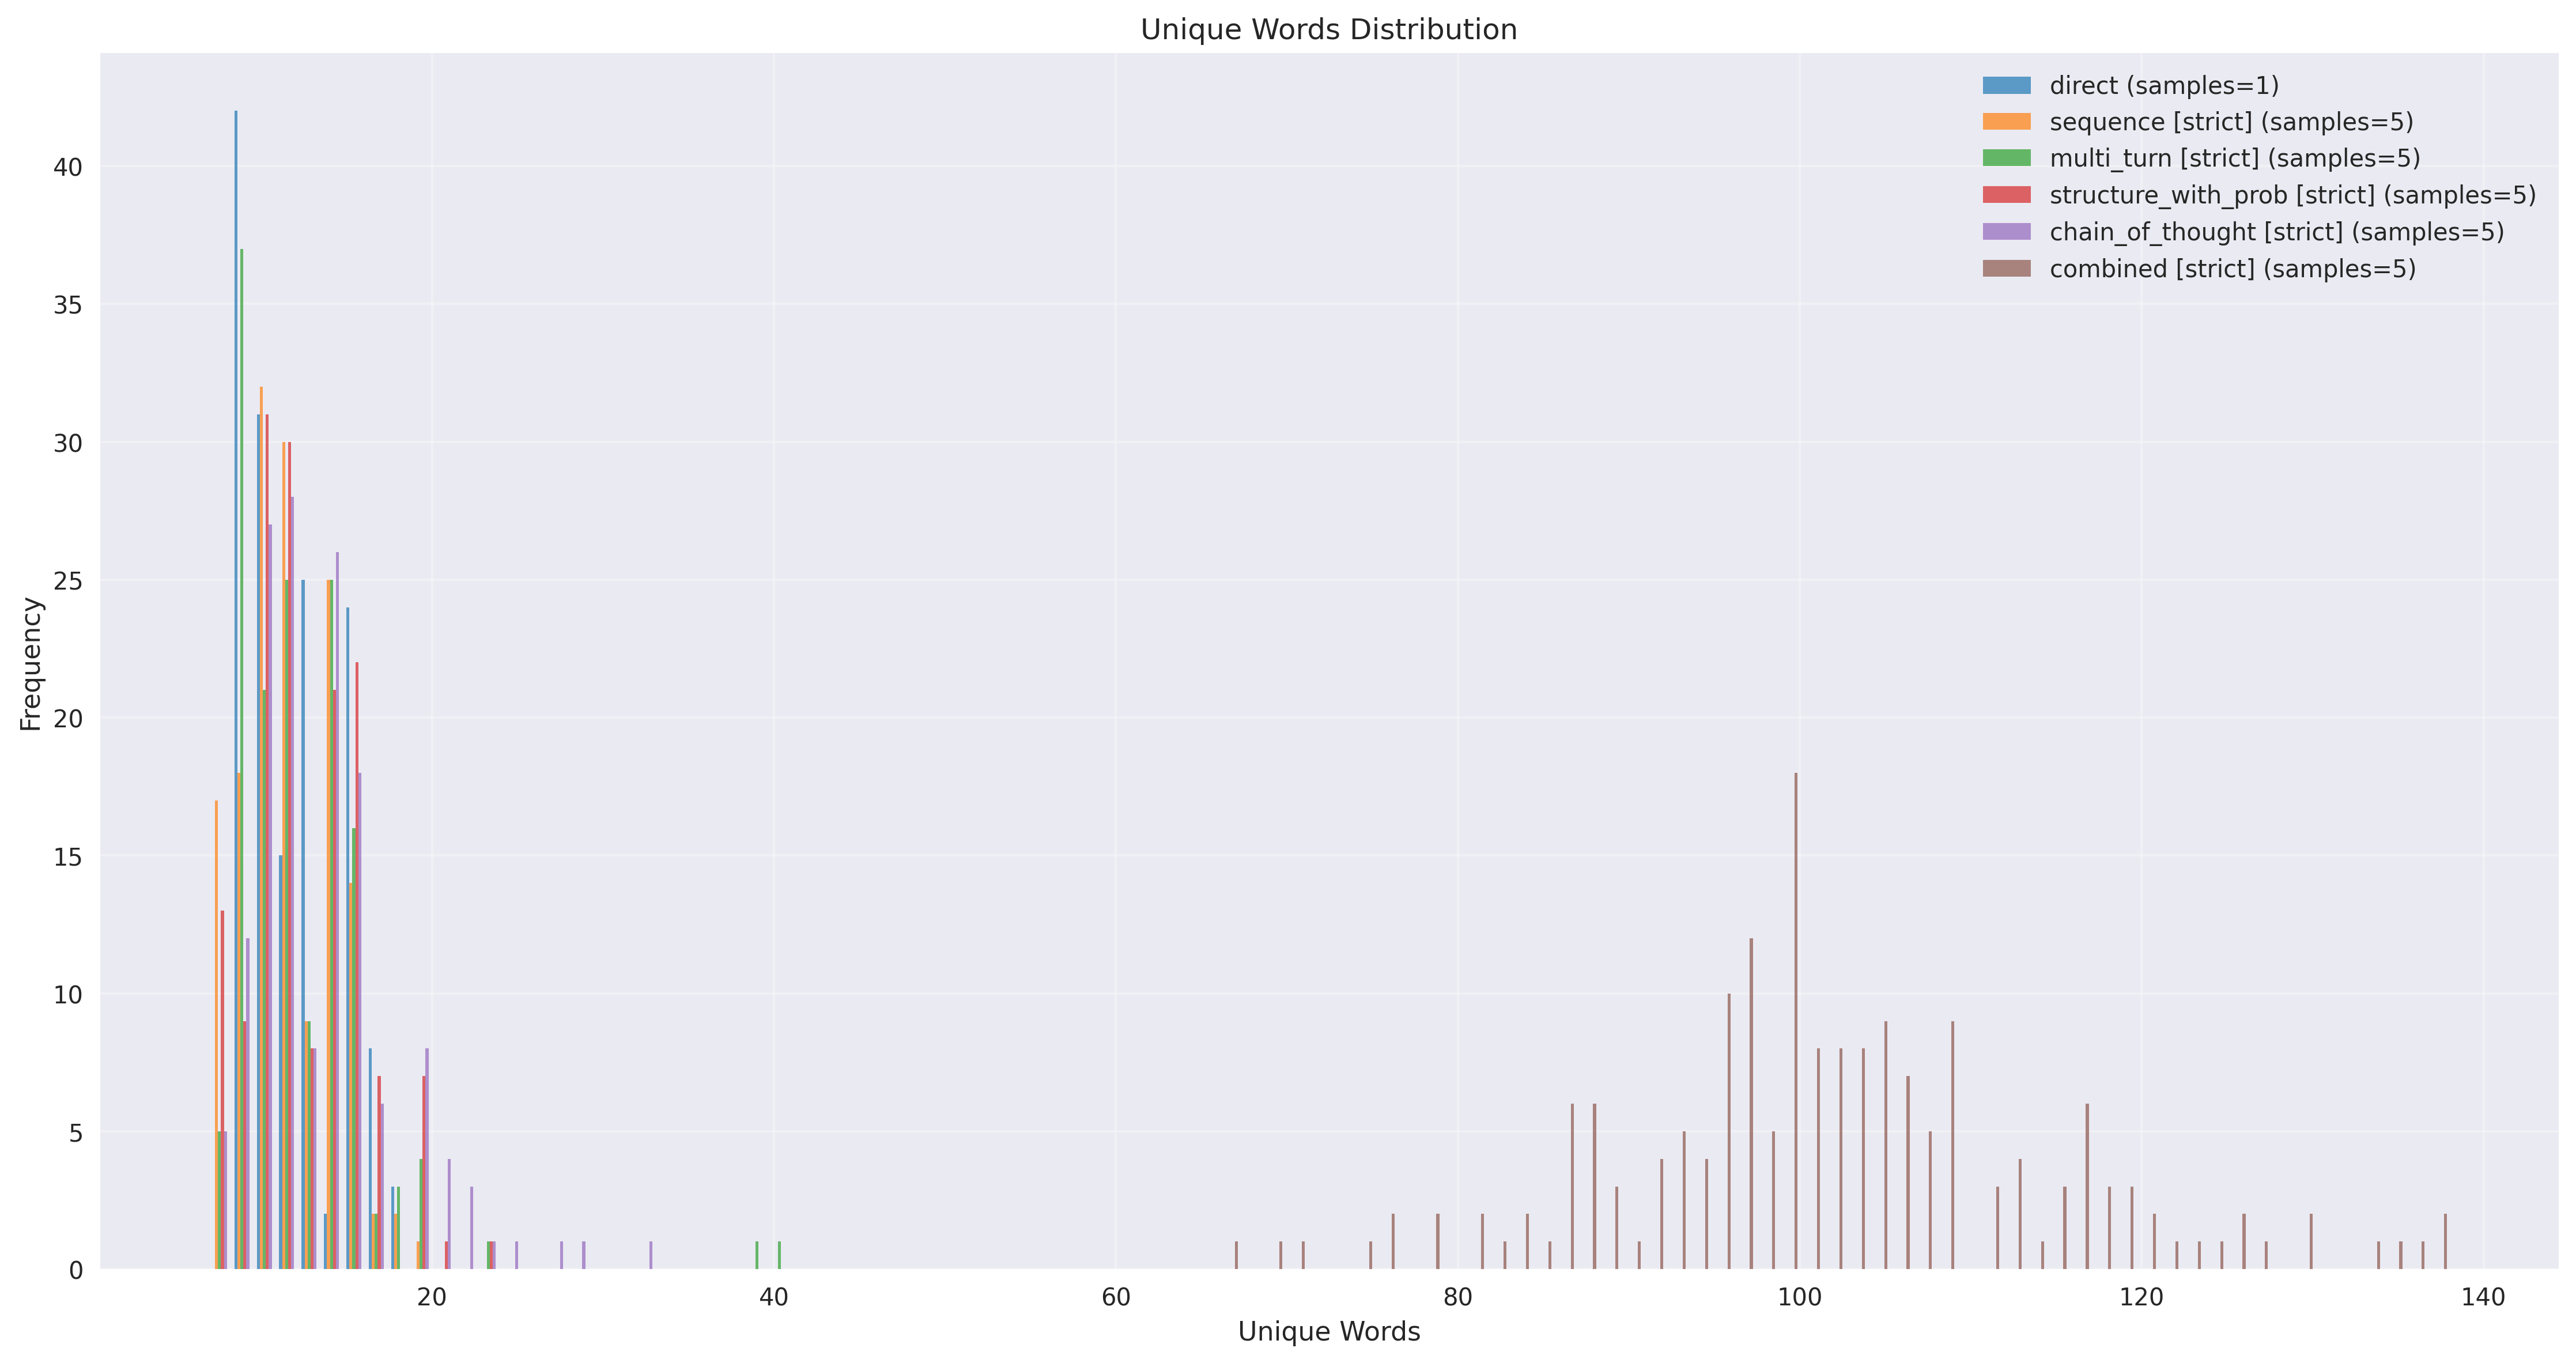 Unique Words Distribution
direct (samples=1)
sequence [strict] (samples=5)
multi_turn [strict] (samples=5)
structure_with_prob [strict] (samples=5)
chain_of_thought [strict] (samples=5)
combined [strict] (samples=5)
Frequency
40
35
30
25
20
15
10
5
0
20 40 60 80 100 120 140
Unique Words